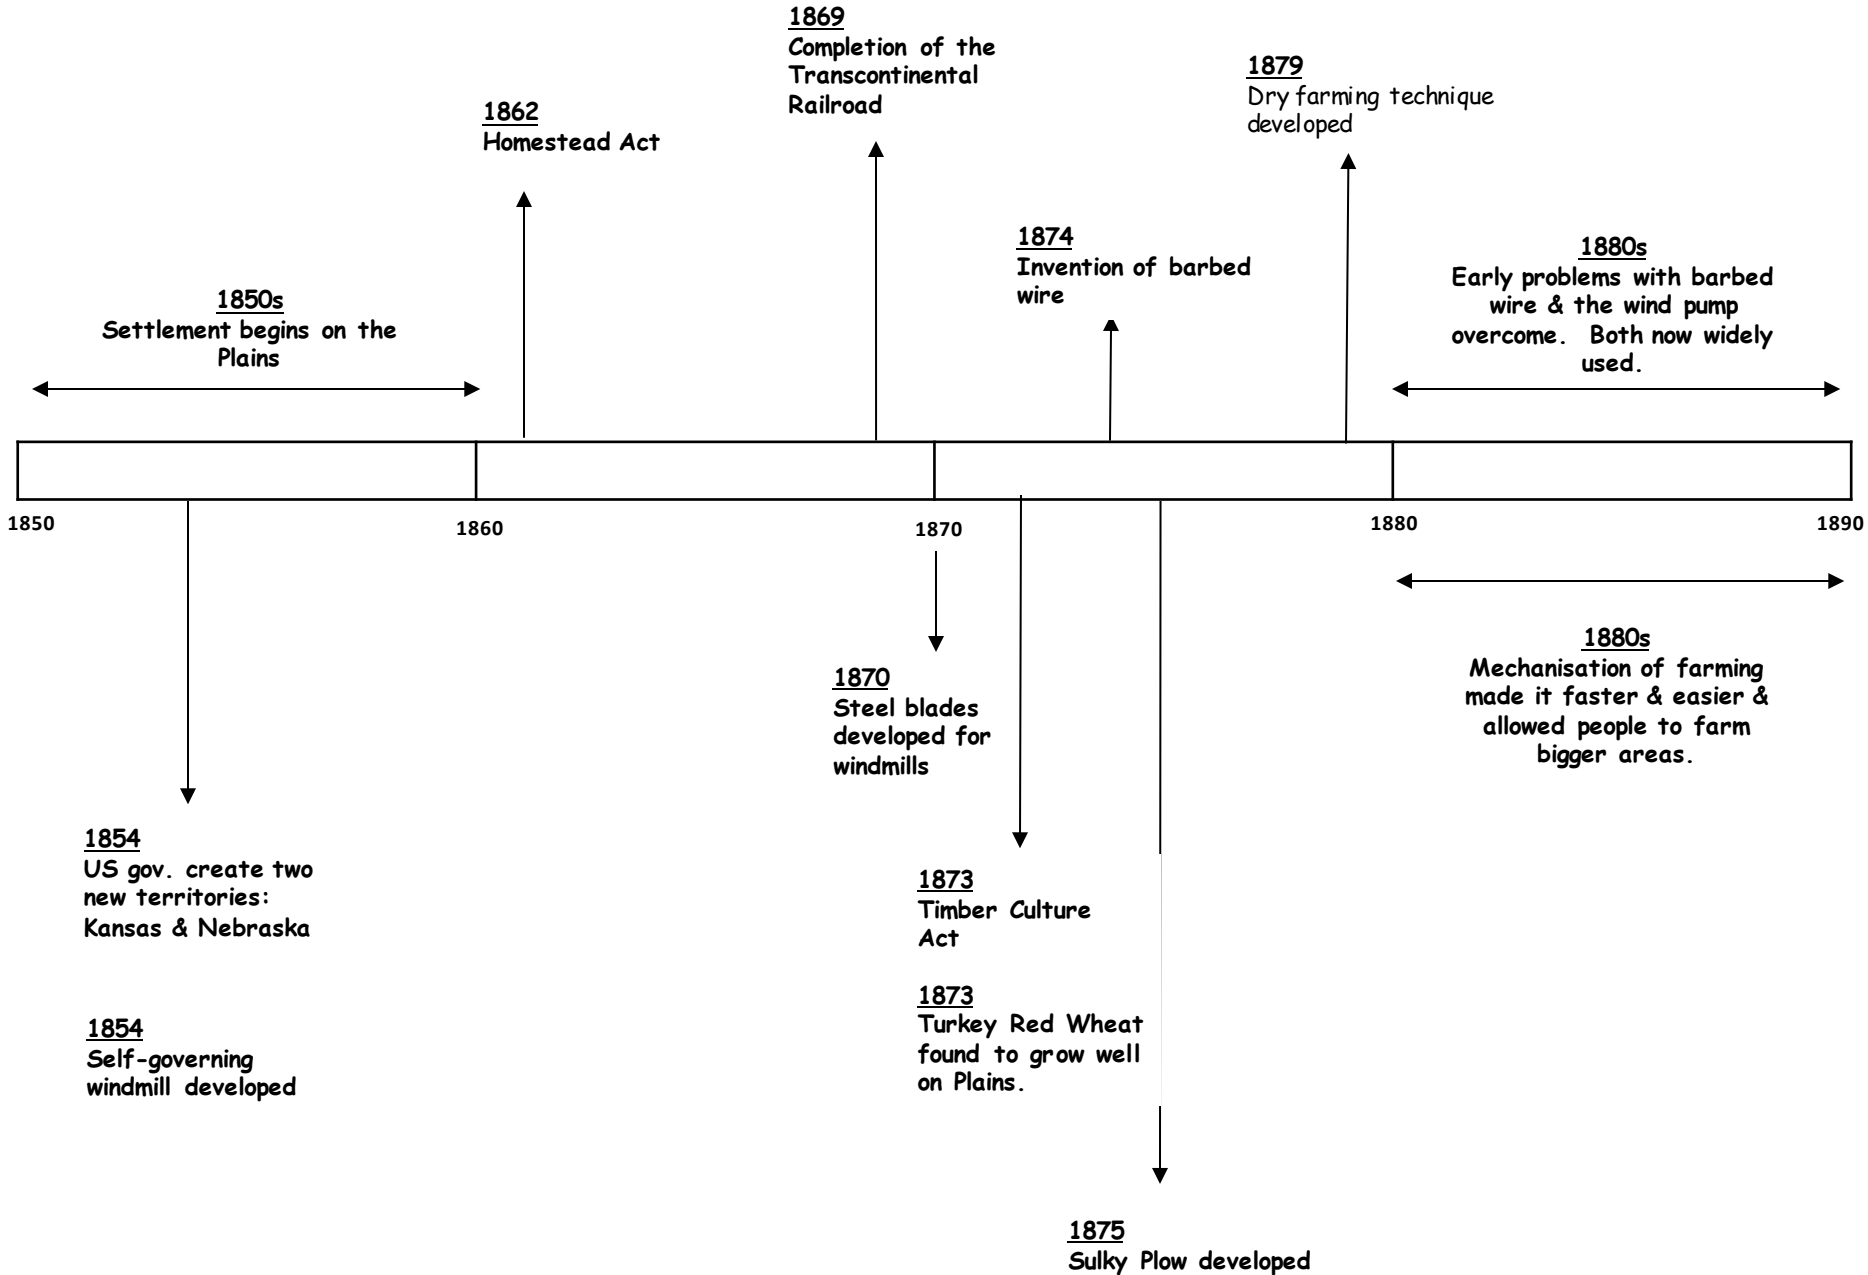 1869
Completion of the
Transcontinental
Railroad
1879
Dry farming technique
developed
1862
Homestead Act
1874
Invention of barbed
wire
1880s
Early problems with barbed
wire & the wind pump
overcome. Both now widely
used.
1850s
Settlement begins on the
Plains
1850
1860
1870
1880
1890
1880s
Mechanisation of farming
made it faster & easier &
allowed people to farm
bigger areas.
1870
Steel blades
developed for
windmills
1854
US gov. create two
new territories:
Kansas & Nebraska
1873
Timber Culture
Act
1873
Turkey Red Wheat
found to grow well
on Plains.
1854
Self-governing
windmill developed
1875
Sulky Plow developed